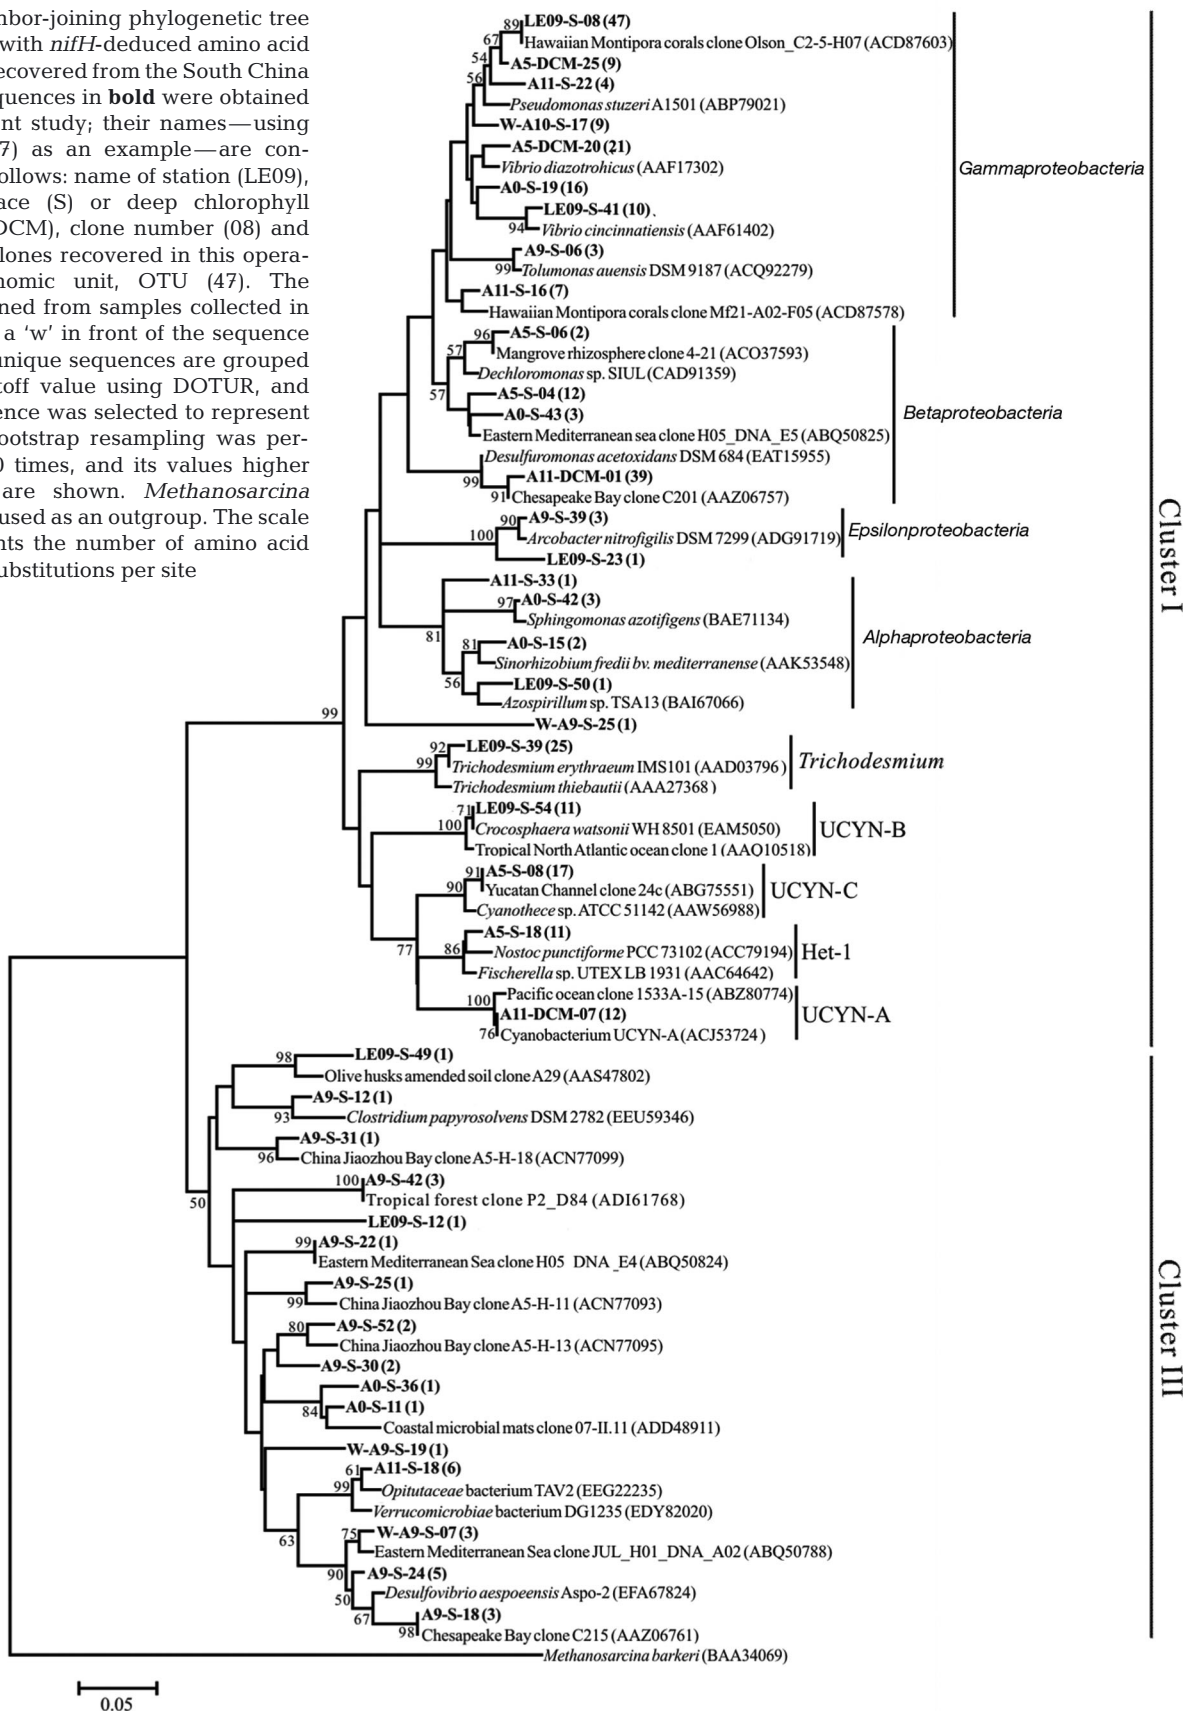 nbor-joining phylogenetic tree
with nifH-deduced amino acid
ecovered from the South China
quences in bold were obtained
nt study; their names—using
7) as an example—are con-
ollows: name of station (LE09),
ace (S) or deep chlorophyll
DCM), clone number (08) and
lones recovered in this opera-
nomic unit, OTU (47). The
ned from samples collected in
a ‘w’ in front of the sequence
unique sequences are grouped
toff value using DOTUR, and
ence was selected to represent
ootstrap resampling was per-
0 times, and its values higher
are shown. Methanosarcina
used as an outgroup. The scale
nts the number of amino acid
ubstitutions per site
89 LE09-S-08 (47)
67 Hawaiian Montipora corals clone Olson_C2-5-H07 (ACD87603)
54 A5-DCM-25 (9)
56 A11-S-22 (4)
Pseudomonas stuzeri A1501 (ABP79021)
W-A10-S-17 (9)
A5-DCM-20 (21)
Vibrio diazotrohicus (AAF17302)
Gammaproteobacteria
A0-S-19 (16)
LE09-S-41 (10)
94 Vibrio cincinnatiensis (AAF61402)
A9-S-06 (3)
99 Tolumonas auensis DSM 9187 (ACQ92279)
A11-S-16 (7)
Hawaiian Montipora corals clone Mf21-A02-F05 (ACD87578)
96 A5-S-06 (2)
57 Mangrove rhizosphere clone 4-21 (ACO37593)
Dechloromonas sp. SIUL (CAD91359)
57 A5-S-04 (12)
A0-S-43 (3)
Betaproteobacteria
Eastern Mediterranean sea clone H05_DNA_E5 (ABQ50825)
Desulfuromonas acetoxidans DSM 684 (EAT15955)
99 A11-DCM-01 (39)
91 Chesapeake Bay clone C201 (AAZ06757)
90 A9-S-39 (3)
100 Arcobacter nitrofigilis DSM 7299 (ADG91719)
Epsilonproteobacteria
LE09-S-23 (1)
Cluster I
A11-S-33 (1)
97 A0-S-42 (3)
Sphingomonas azotifigens (BAE71134)
81
Alphaproteobacteria
81 A0-S-15 (2)
Sinorhizobium fredii bv. mediterranense (AAK53548)
56 LE09-S-50 (1)
Azospirillum sp. TSA13 (BAI67066)
99
W-A9-S-25 (1)
92 LE09-S-39 (25)
99 Trichodesmium erythraeum IMS101 (AAD03796)
Trichodesmium
Trichodesmium thiebautii (AAA27368)
71 LE09-S-54 (11)
100 Crocosphaera watsonii WH 8501 (EAM5050)
UCYN-B
Tropical North Atlantic ocean clone 1 (AAQ10518)
91 A5-S-08 (17)
90 Yucatan Channel clone 24c (ABG75551)
UCYN-C
Cyanothece sp. ATCC 51142 (AAW56988)
A5-S-18 (11)
77
86 Nostoc punctiforme PCC 73102 (ACC79194)
Het-1
Fischerella sp. UTEX LB 1931 (AAC64642)
100 Pacific ocean clone 1533A-15 (ABZ80774)
A11-DCM-07 (12)
UCYN-A
76 Cyanobacterium UCYN-A (ACJ53724)
98 LE09-S-49 (1)
Olive husks amended soil clone A29 (AAS47802)
A9-S-12 (1)
93 Clostridium papyrosolvens DSM 2782 (EEU59346)
A9-S-31 (1)
96 China Jiaozhou Bay clone A5-H-18 (ACN77099)
100 A9-S-42 (3)
50 Tropical forest clone P2_D84 (ADI61768)
LE09-S-12 (1)
99 A9-S-22 (1)
Eastern Mediterranean Sea clone H05 DNA_E4 (ABQ50824)
A9-S-25 (1)
99 China Jiaozhou Bay clone A5-H-11 (ACN77093)
Cluster III
80 A9-S-52 (2)
China Jiaozhou Bay clone A5-H-13 (ACN77095)
A9-S-30 (2)
A0-S-36 (1)
84 A0-S-11 (1)
Coastal microbial mats clone 07-II.11 (ADD48911)
W-A9-S-19 (1)
61 A11-S-18 (6)
99 Opitutaceae bacterium TAV2 (EEG22235)
Verrucomicrobiae bacterium DG1235 (EDY82020)
63
75 W-A9-S-07 (3)
Eastern Mediterranean Sea clone JUL_H01_DNA_A02 (ABQ50788)
90 A9-S-24 (5)
50 Desulfovibrio aespoeensis Aspo-2 (EFA67824)
67 A9-S-18 (3)
98 Chesapeake Bay clone C215 (AAZ06761)
Methanosarcina barkeri (BAA34069)
0.05